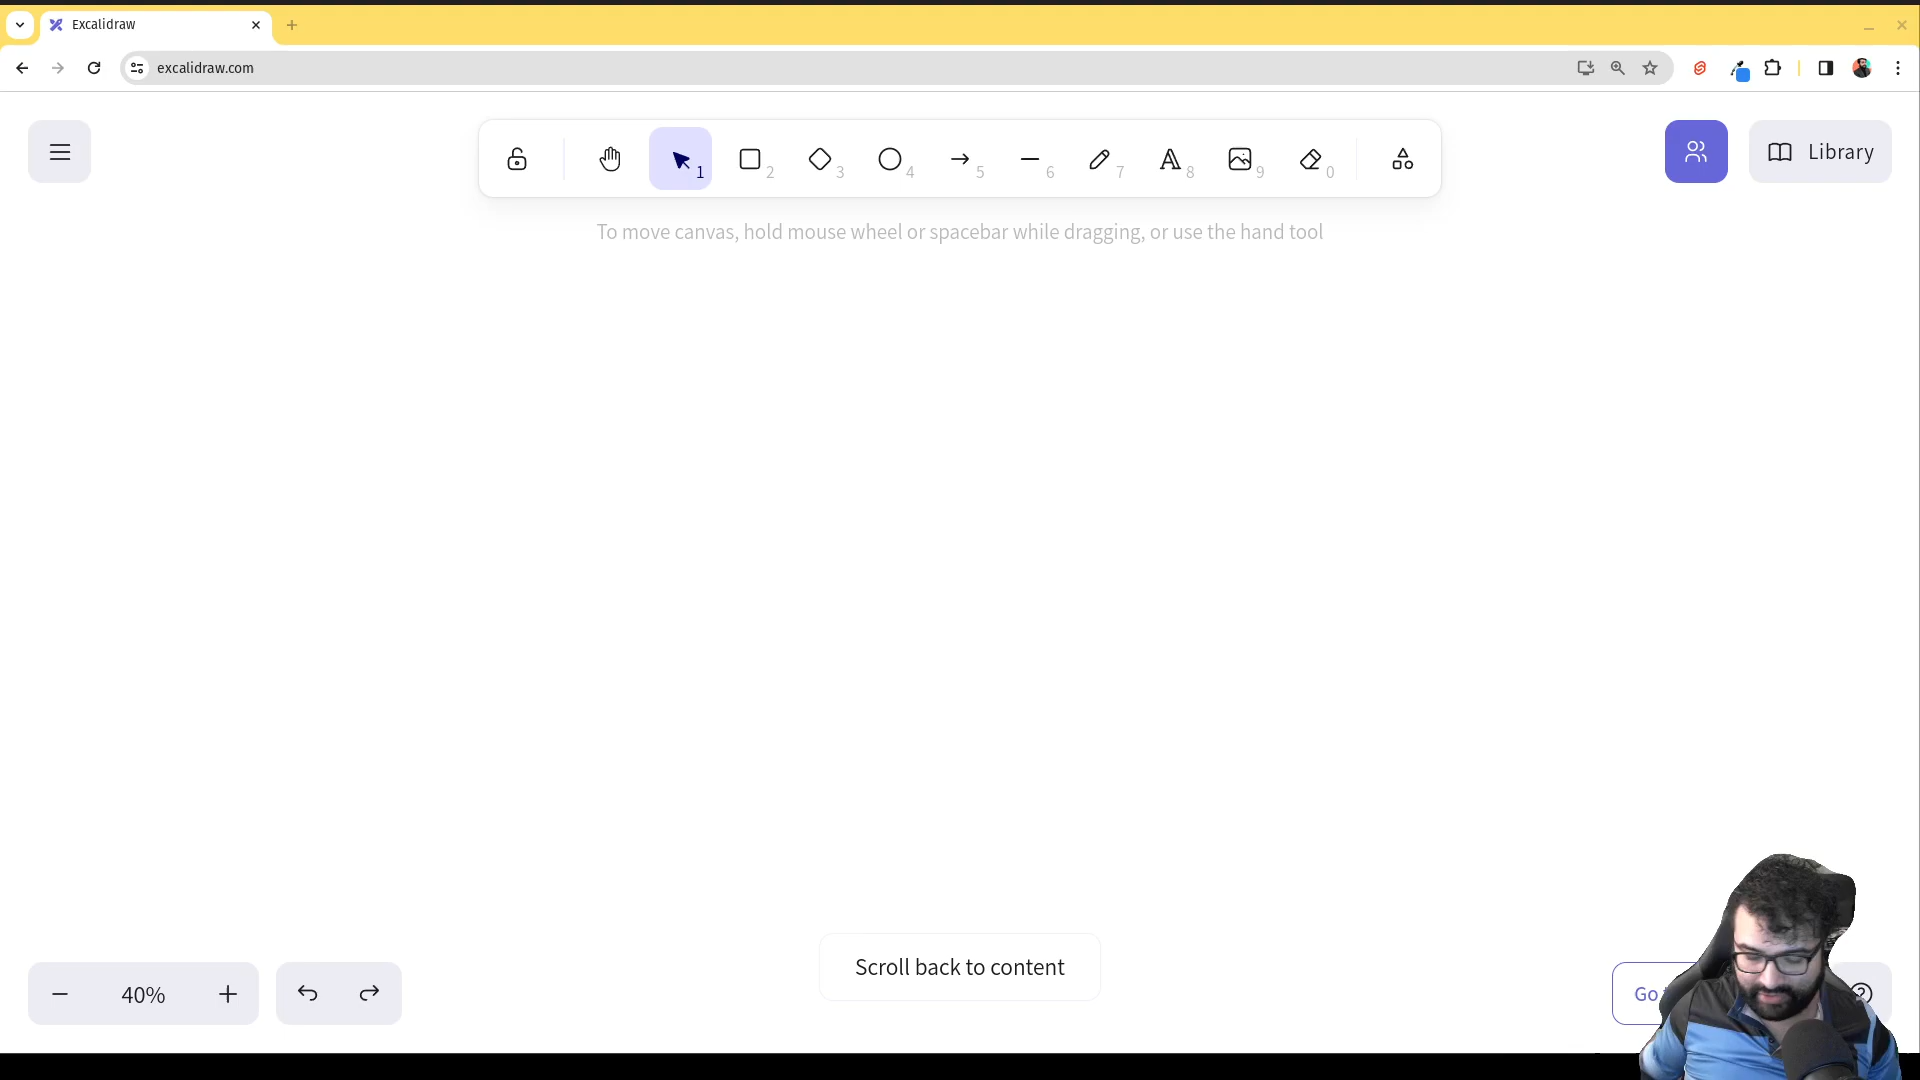 Excalidraw
excalidraw.com
1
2
3
4
5
6
7
8
9
0
Library
To move canvas, hold mouse wheel or spacebar while dragging, or use the hand tool
Scroll back to content
40%
Go